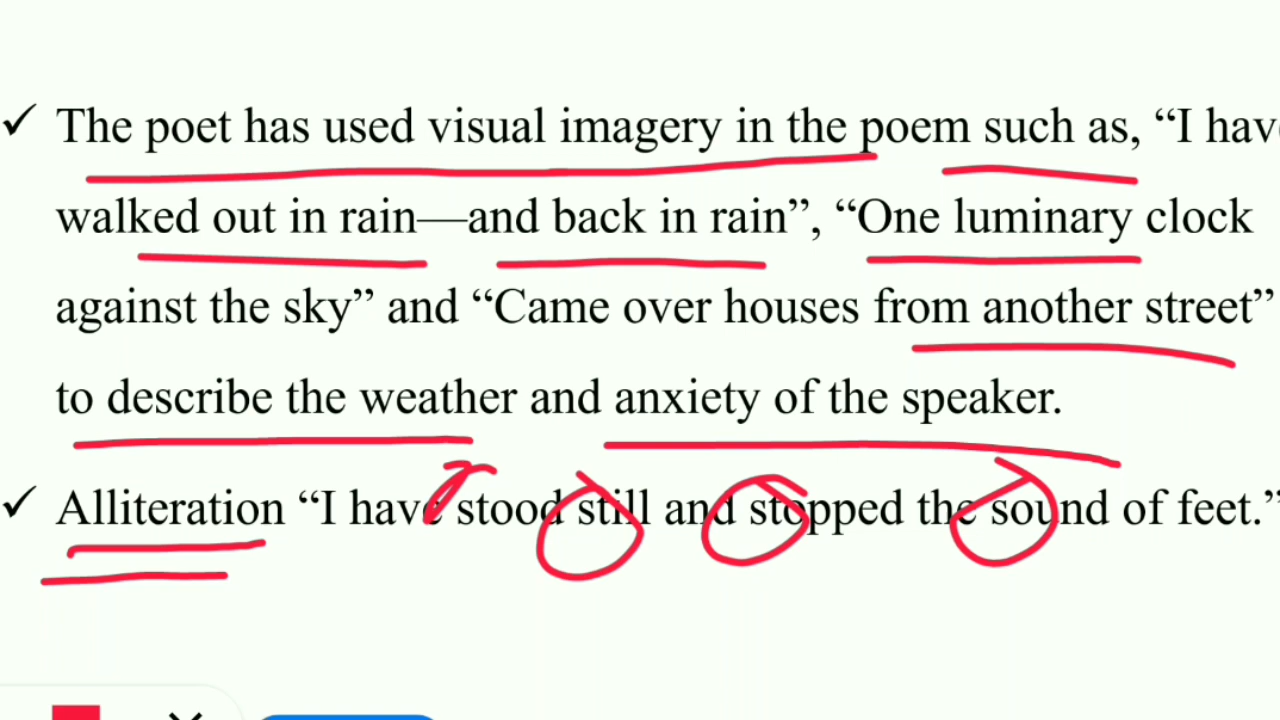 ✓ The poet has used visual imagery in the poem such as, “I have
walked out in rain—and back in rain”, “One luminary clock
against the sky” and “Came over houses from another street”
to describe the weather and anxiety of the speaker.
✓ Alliteration “I have stood still and stopped the sound of feet.”